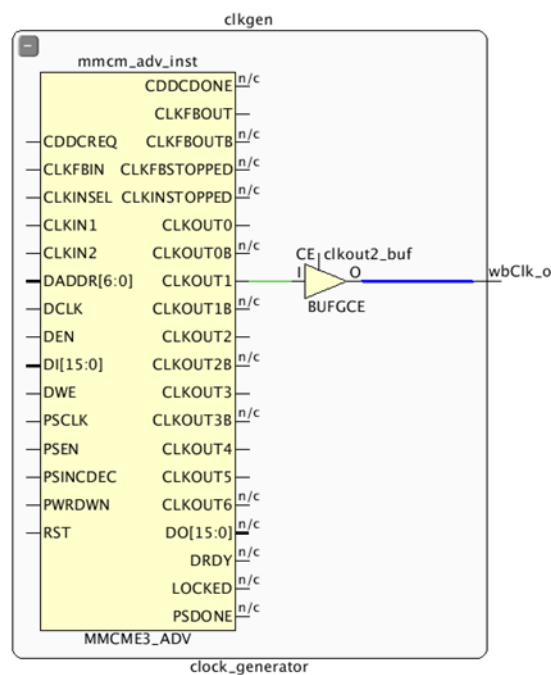 clkgen
mmcm_adv_inst
CDDCDONE n/c
CLKFBOUT
CDDCREQ CLKFBOUTB n/c
CLKFBIN CLKFBSTOPPED n/c
CLKINSEL CLKINSTOPPED n/c
CLKIN1 CLKOUT0
CLKIN2 CLKOUT0B n/c
CE clkout2_buf
DADDR[6:0] CLKOUT1 I O wbClk_o
BUFGCE
DCLK CLKOUT1B n/c
DEN CLKOUT2
DI[15:0] CLKOUT2B n/c
DWE CLKOUT3
PSCLK CLKOUT3B n/c
PSEN CLKOUT4
PSINCDEC CLKOUT5
PWRDWN CLKOUT6 n/c
RST DO[15:0] n/c
DRDY n/c
LOCKED n/c
PSDONE n/c
MMCME3_ADV
clock_generator